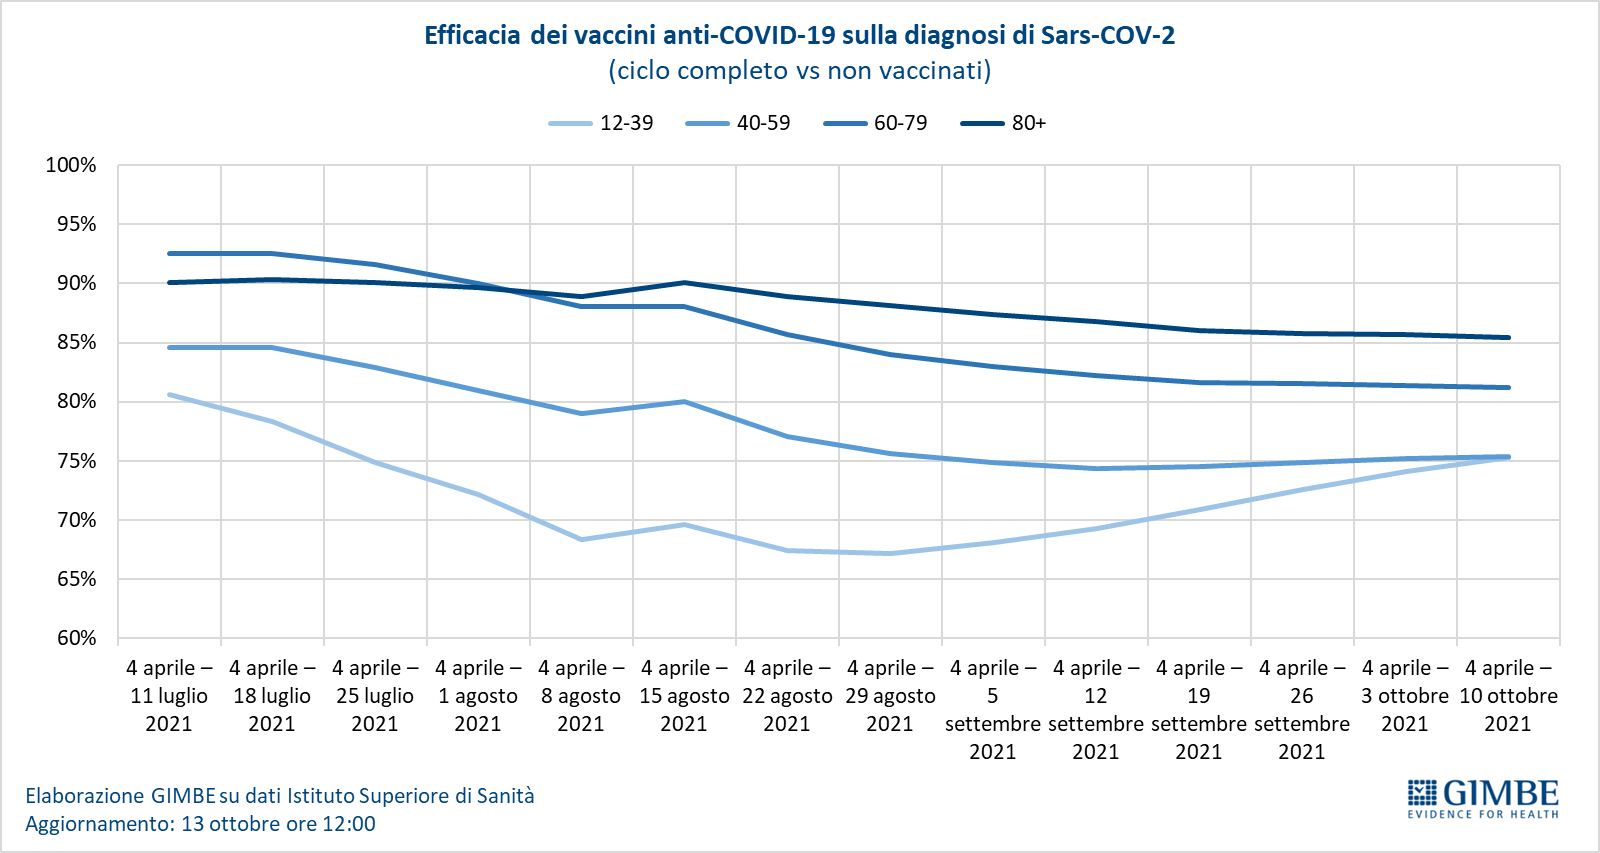 Efficacia dei vaccini anti-COVID-19 sulla diagnosi di Sars-COV-2
(ciclo completo vs non vaccinati)
12-39 40-59 60-79 80+
100%
95%
90%
85%
80%
75%
70%
65%
60%
4 aprile –
11 luglio
2021
4 aprile –
18 luglio
2021
4 aprile –
25 luglio
2021
4 aprile –
1 agosto
2021
4 aprile –
8 agosto
2021
4 aprile –
15 agosto
2021
4 aprile –
22 agosto
2021
4 aprile –
29 agosto
2021
4 aprile –
5
settembre
2021
4 aprile –
12
settembre
2021
4 aprile –
19
settembre
2021
4 aprile –
26
settembre
2021
4 aprile –
3 ottobre
2021
4 aprile –
10 ottobre
2021
Elaborazione GIMBE su dati Istituto Superiore di Sanità
Aggiornamento: 13 ottobre ore 12:00
GIMBE
EVIDENCE FOR HEALTH